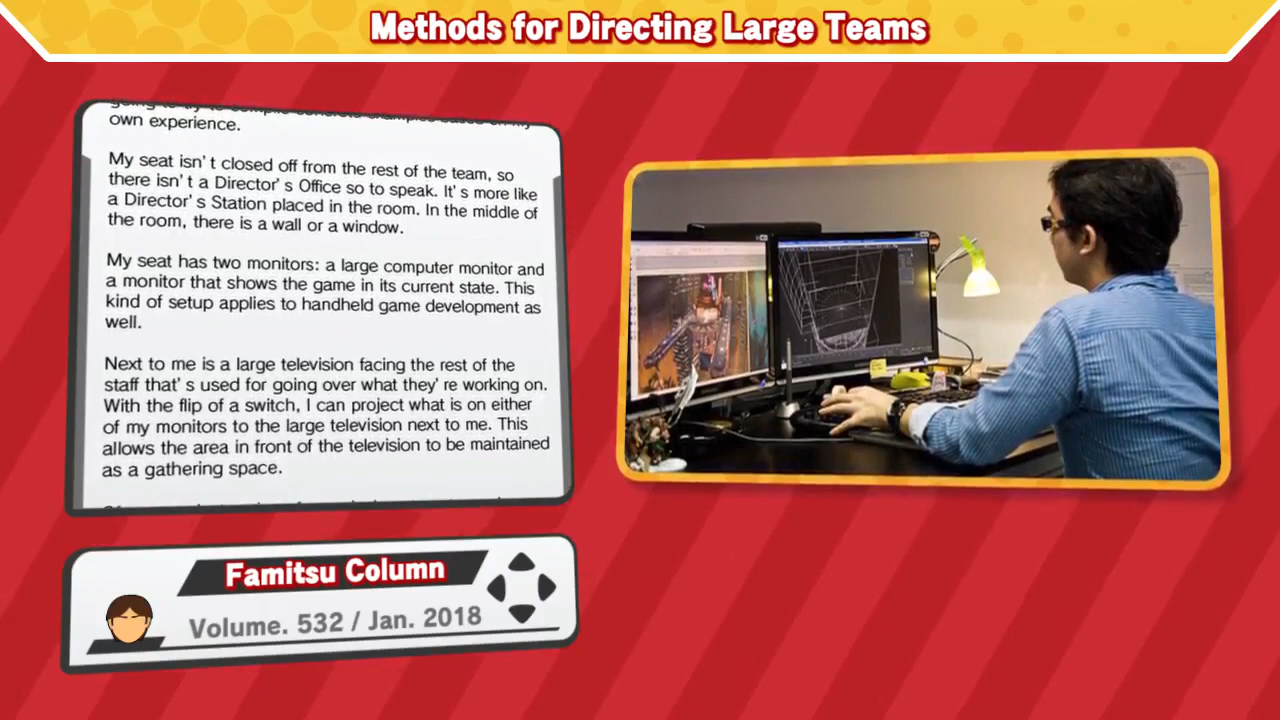 Methods for Directing Large Teams
own experience.
My seat isn't closed off from the rest of the team, so
there isn't a Director's Office so to speak. It's more like
a Director's Station placed in the room. In the middle of
the room, there is a wall or a window.
My seat has two monitors: a large computer monitor and
a monitor that shows the game in its current state. This
kind of setup applies to handheld game development as
well.
Next to me is a large television facing the rest of the
staff that's used for going over what they're working on.
With the flip of a switch, I can project what is on either
of my monitors to the large television next to me. This
allows the area in front of the television to be maintained
as a gathering space.
Famitsu Column
Volume. 532 / Jan. 2018